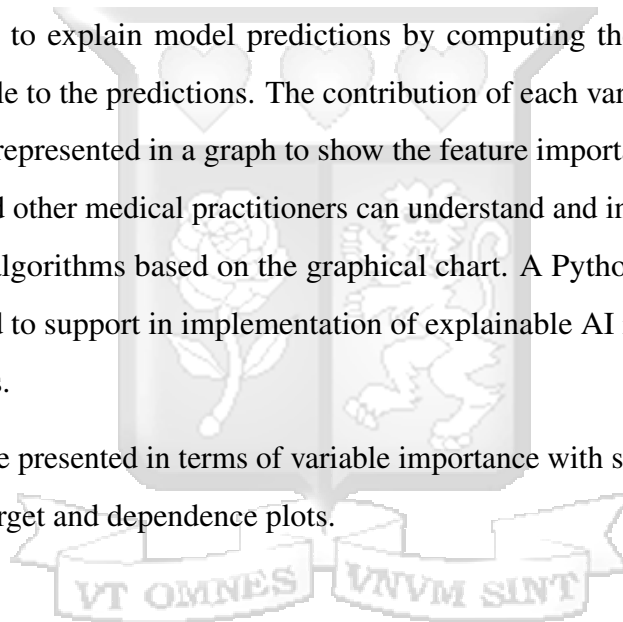 to explain model predictions by computing th
le to the predictions. The contribution of each var
represented in a graph to show the feature import
d other medical practitioners can understand and in
algorithms based on the graphical chart. A Pytho
d to support in implementation of explainable AI
s.
e presented in terms of variable importance with s
rget and dependence plots.
VT OMNES VNVM SINT